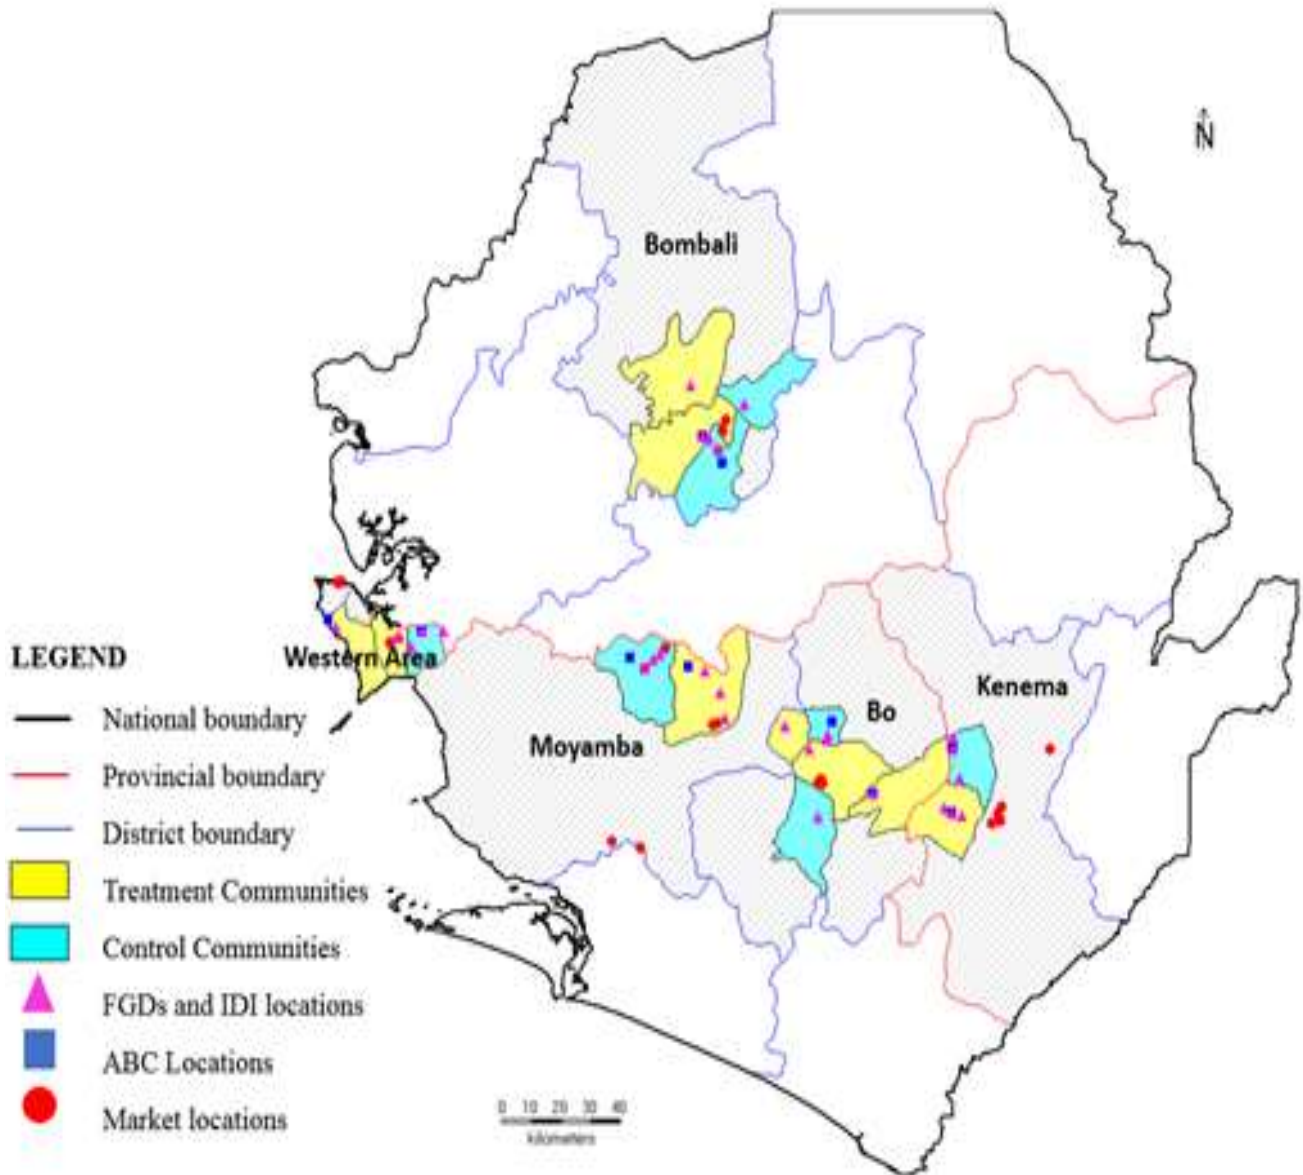 N
Bombali
Western Area
Moyamba
Bo
Kenema
LEGEND
National boundary
Provincial boundary
District boundary
Treatment Communities
Control Communities
FGDs and IDI locations
ABC Locations
Market locations
0 10 20 30 40
kilometers